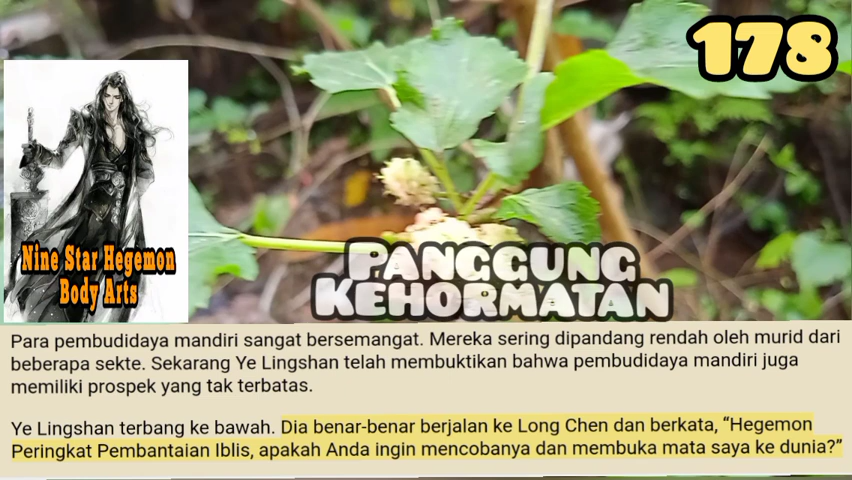 178
Nine Star Hegemon
Body Arts
PANGGUNG
KEHORMATAN
Para pembudidaya mandiri sangat bersemangat. Mereka sering dipandang rendah oleh murid dari
beberapa sekte. Sekarang Ye Lingshan telah membuktikan bahwa pembudidaya mandiri juga
memiliki prospek yang tak terbatas.
Ye Lingshan terbang ke bawah. Dia benar-benar berjalan ke Long Chen dan berkata, “Hegemon
Peringkat Pembantaian Iblis, apakah Anda ingin mencobanya dan membuka mata saya ke dunia?”